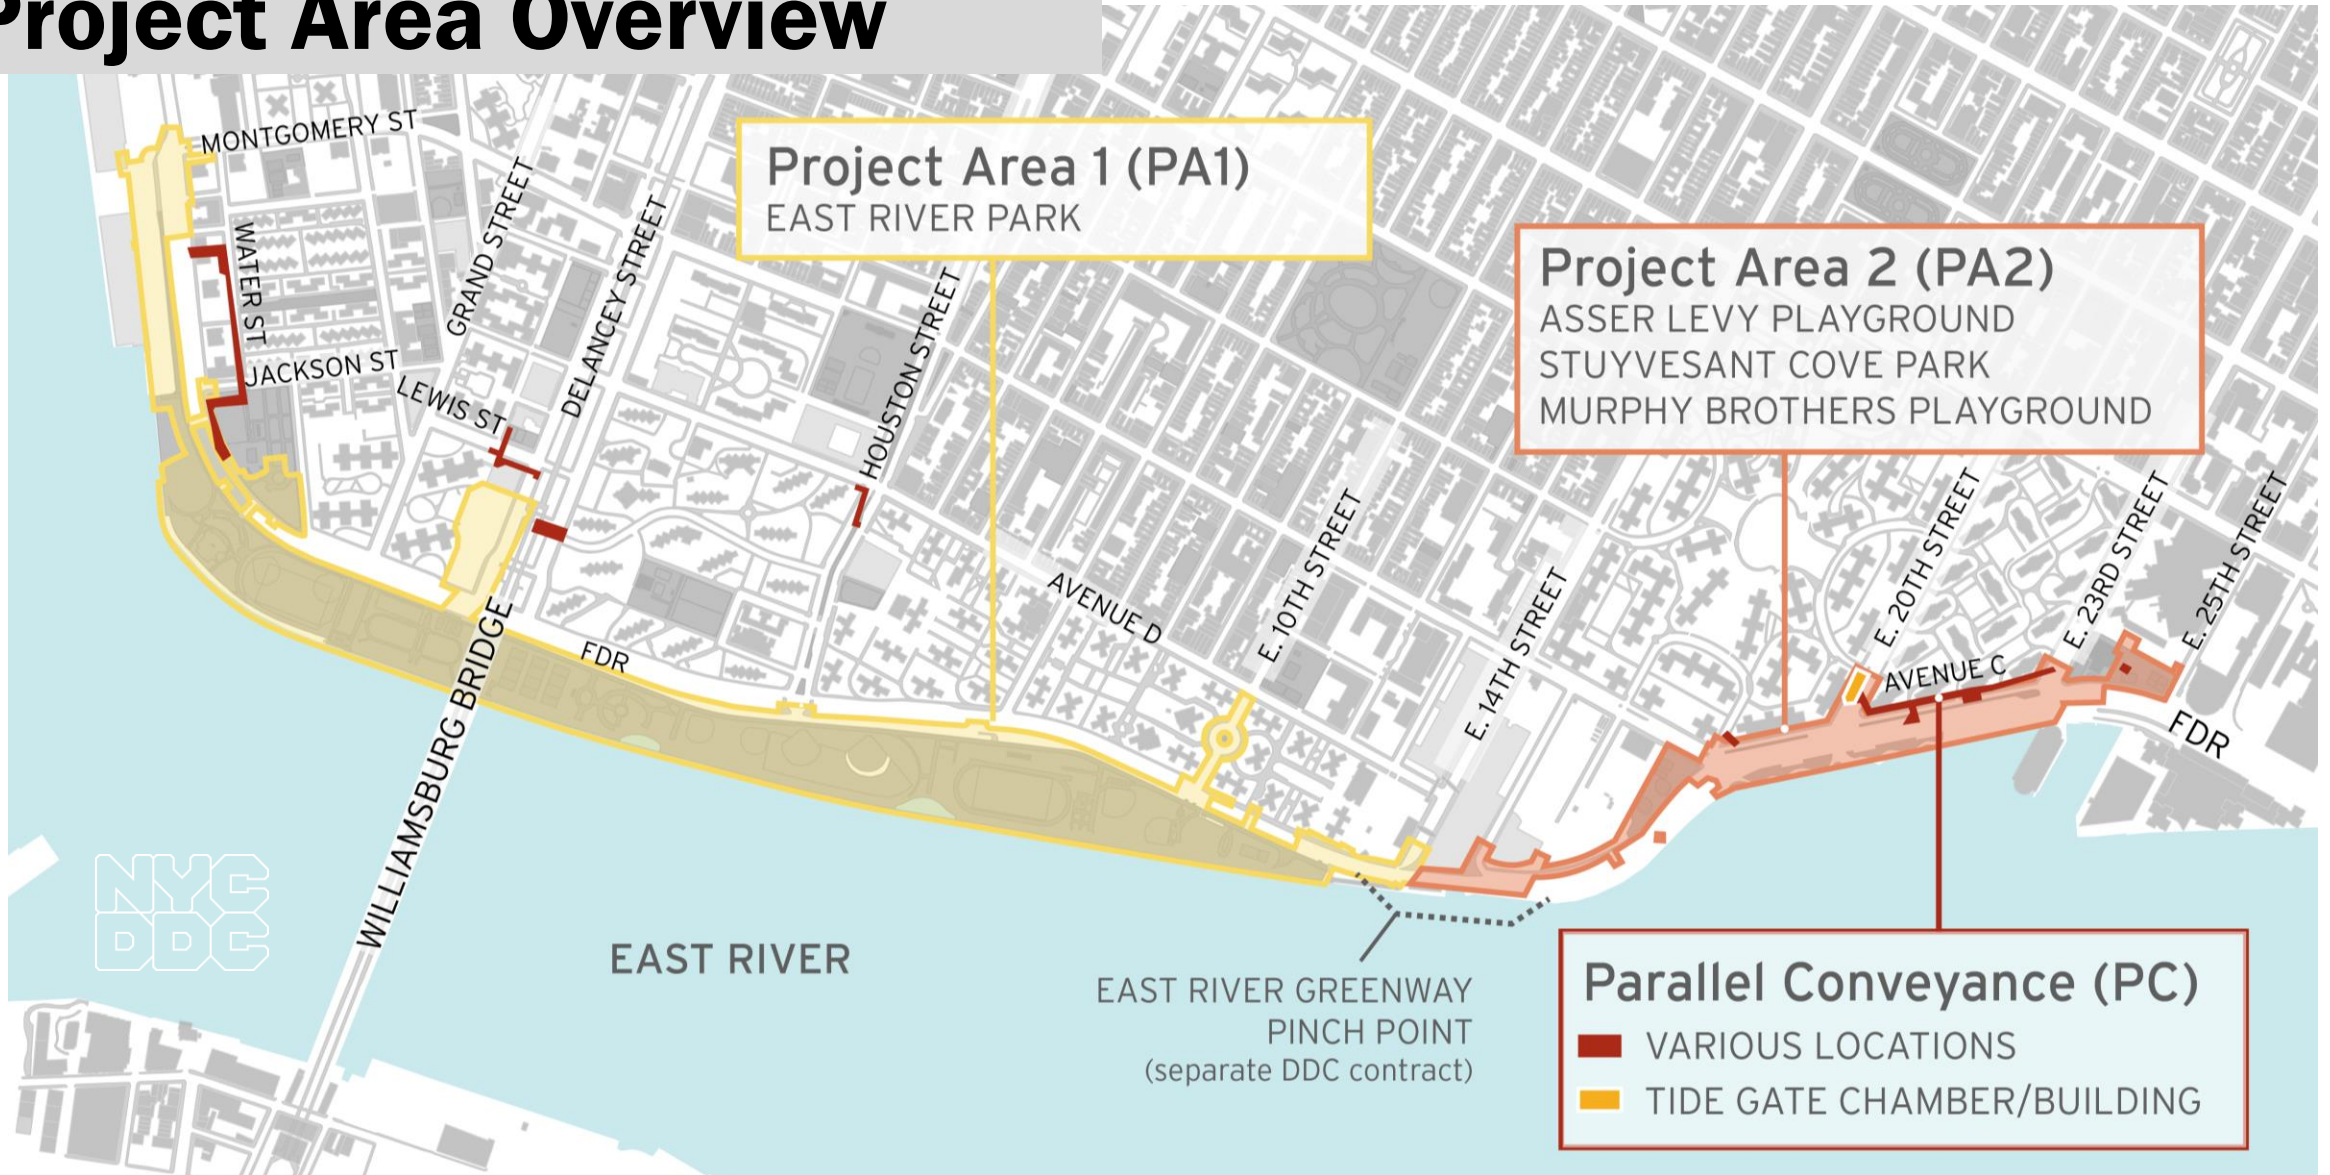 Project Area Overview
MONTGOMERY ST
WATER ST
JACKSON ST
GRAND STREET
LEWIS ST
DELANCEY STREET
HOUSTON STREET
Project Area 1 (PA1)
EAST RIVER PARK
Project Area 2 (PA2)
ASSER LEVY PLAYGROUND
STUYVESANT COVE PARK
MURPHY BROTHERS PLAYGROUND
AVENUE D
E. 10TH STREET
E. 14TH STREET
E. 20TH STREET
AVENUE C
E. 23RD STREET
E. 25TH STREET
FDR
FDR
WILLIAMSBURG BRIDGE
NYC
DDC
EAST RIVER
EAST RIVER GREENWAY
PINCH POINT
(separate DDC contract)
Parallel Conveyance (PC)
VARIOUS LOCATIONS
TIDE GATE CHAMBER/BUILDING